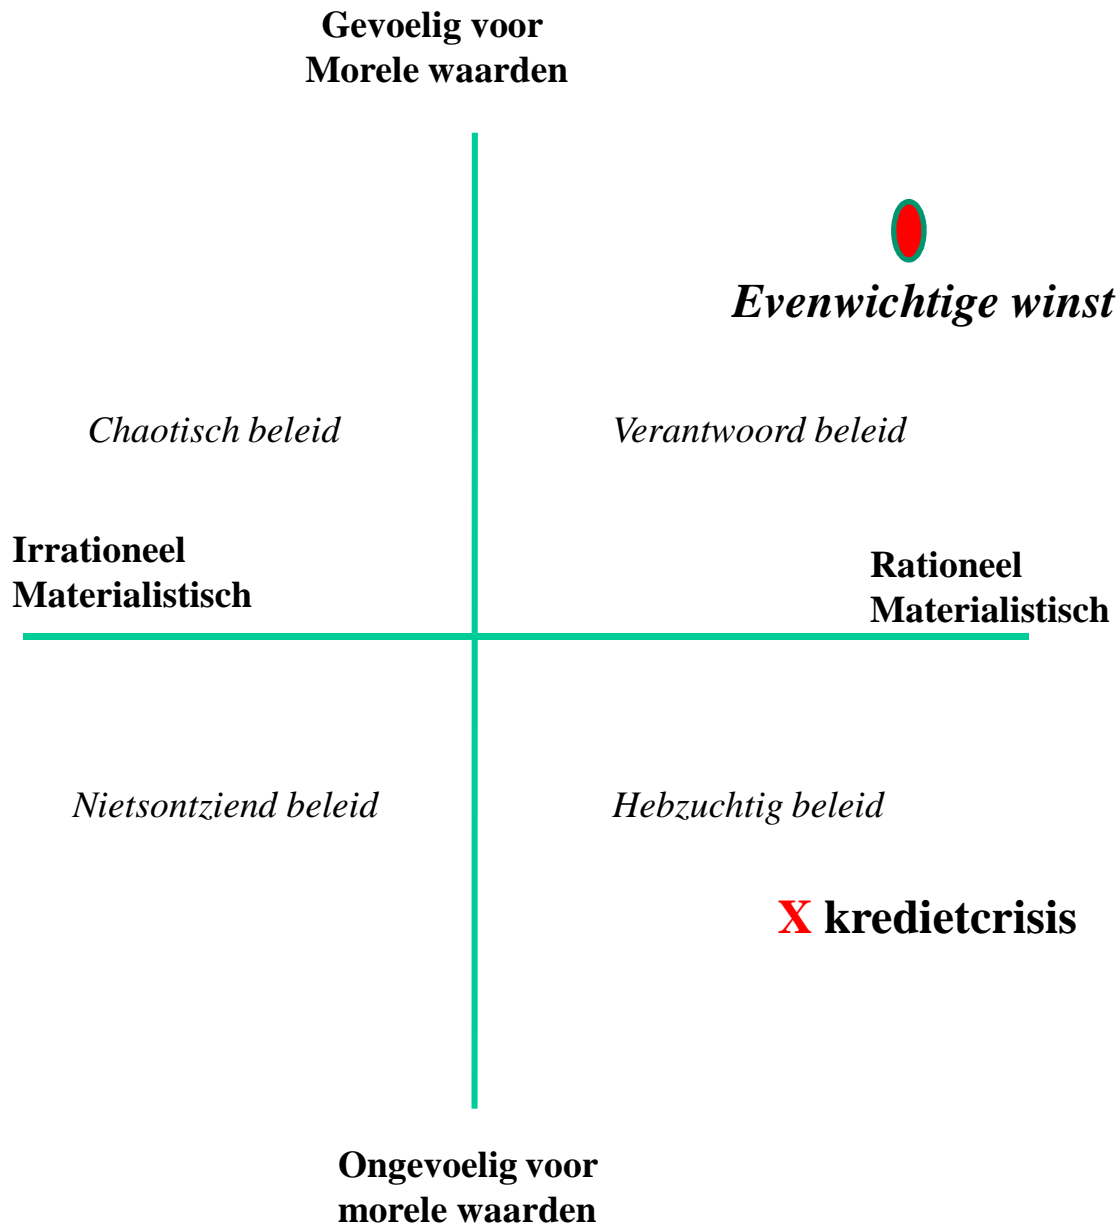 Gevoelig voor
Morele waarden
Evenwichtige winst
Chaotisch beleid
Verantwoord beleid
Irrationeel
Materialistisch
Rationeel
Materialistisch
Nietsontziend beleid
Hebzuchtig beleid
X kredietcrisis
Ongevoelig voor
morele waarden